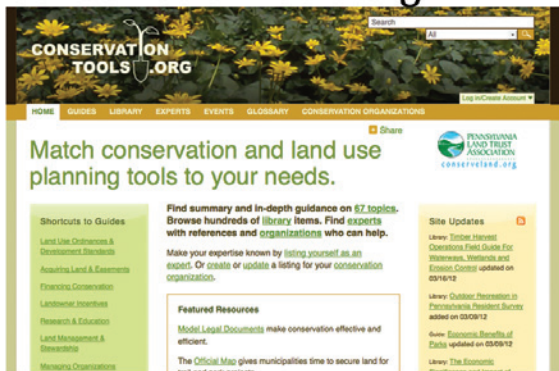 CONSERVATION
TOOLS.ORG
Search
All
Log in/Create Account
HOME GUIDES LIBRARY EXPERTS EVENTS GLOSSARY CONSERVATION ORGANIZATIONS
Share
Match conservation and land use
planning tools to your needs.
PENNSYLVANIA
LAND TRUST
ASSOCIATION
conserveland.org
Shortcuts to Guides
Land Use Ordinances &
Development Standards
Acquiring Land & Easements
Financing Conservation
Landowner Incentives
Research & Education
Land Management &
Stewardship
Managing Organizations
Find summary and in-depth guidance on 67 topics.
Browse hundreds of library items. Find experts
with references and organizations who can help.
Make your expertise known by listing yourself as an
expert. Or create or update a listing for your conservation
organization.
Featured Resources
Model Legal Documents make conservation effective and
efficient.
The Official Map gives municipalities time to secure land for
Site Updates
Library: Timber Harvest
Operations Field Guide For
Waterways, Wetlands and
Erosion Control updated on
03/16/12
Library: Outdoor Recreation in
Pennsylvania Resident Survey
added on 03/09/12
Guide: Economic Benefits of
Parks updated on 03/09/12
Library: The Economic